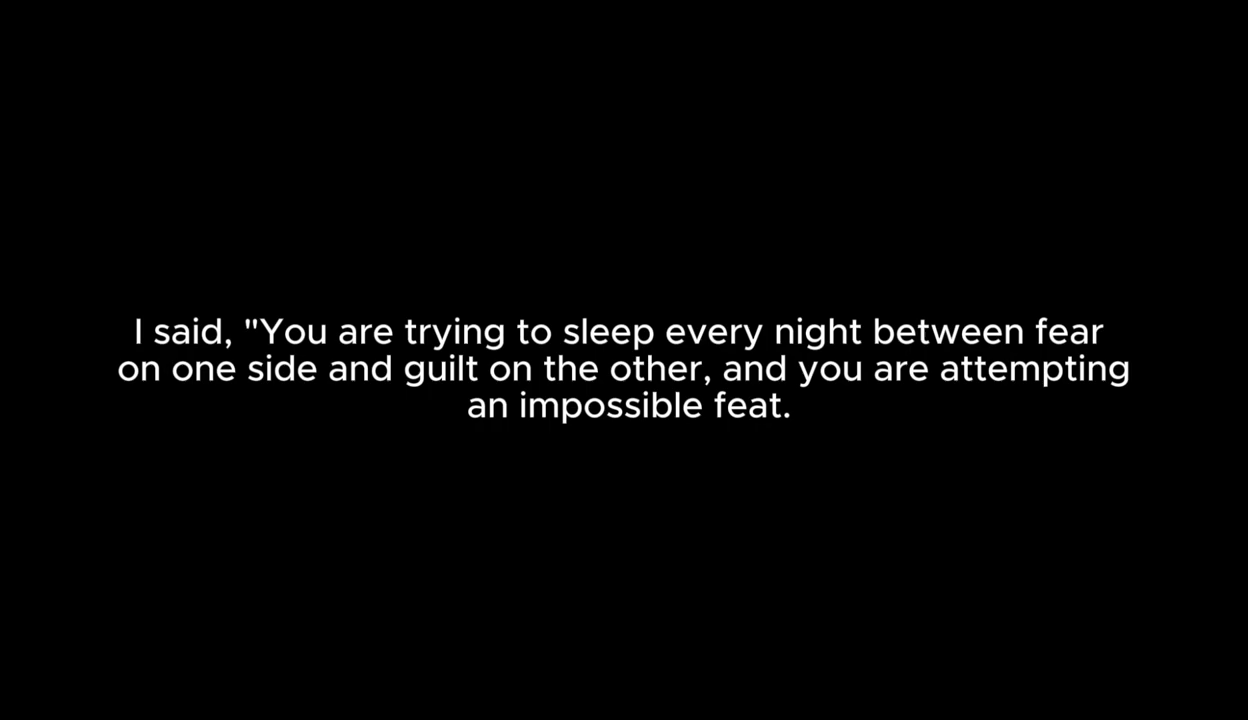 I said, "You are trying to sleep every night between fear
on one side and guilt on the other, and you are attempting
an impossible feat.